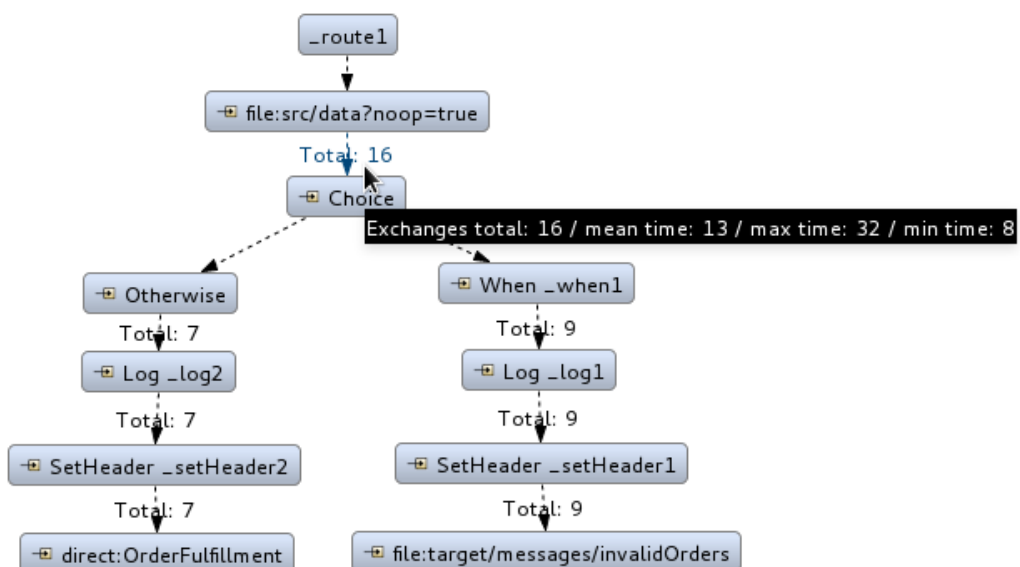 _route1
file:src/data?noop=true
Total: 16
Choice
Exchanges total: 16 / mean time: 13 / max time: 32 / min time: 8
Otherwise
When _when1
Total: 7
Total: 9
Log _log2
Log _log1
Total: 7
Total: 9
SetHeader _setHeader2
SetHeader _setHeader1
Total: 7
Total: 9
direct:OrderFulfillment
file:target/messages/invalidOrders